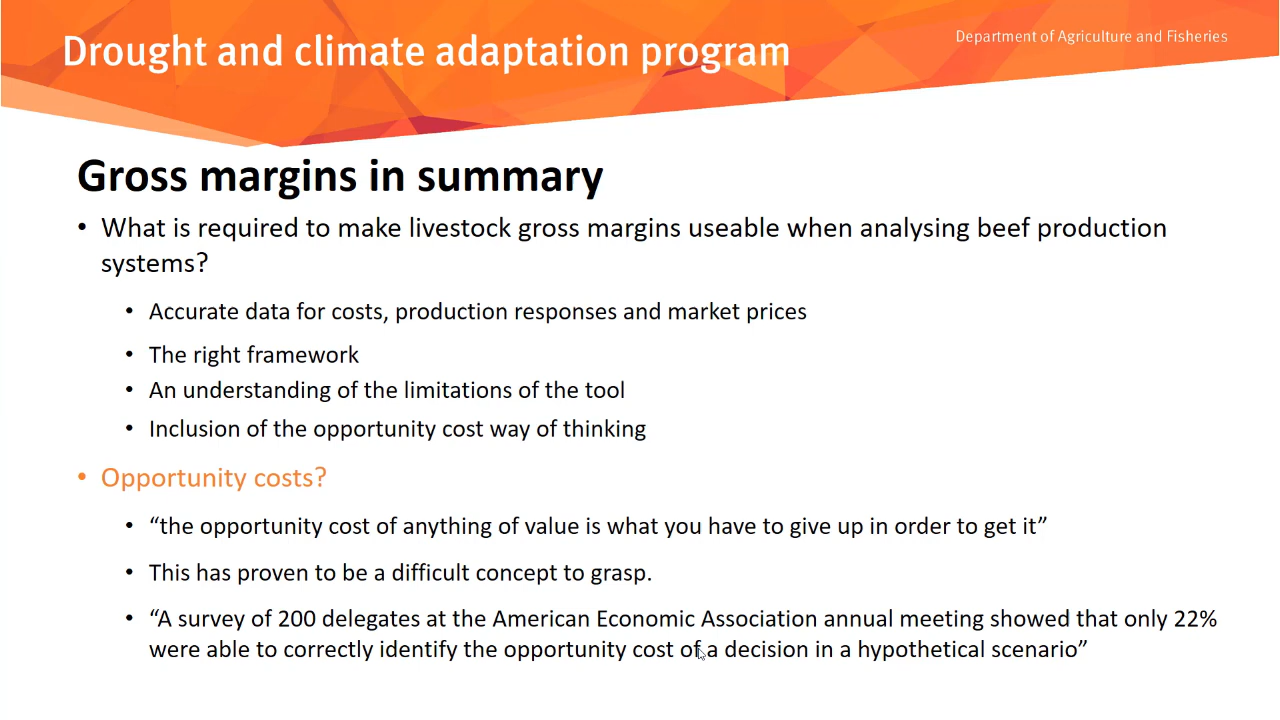 Drought and climate adaptation program
Department of Agriculture and Fisheries
Gross margins in summary
• What is required to make livestock gross margins useable when analysing beef production
systems?
• Accurate data for costs, production responses and market prices
• The right framework
• An understanding of the limitations of the tool
• Inclusion of the opportunity cost way of thinking
• Opportunity costs?
• “the opportunity cost of anything of value is what you have to give up in order to get it”
• This has proven to be a difficult concept to grasp.
• “A survey of 200 delegates at the American Economic Association annual meeting showed that only 22%
were able to correctly identify the opportunity cost of a decision in a hypothetical scenario”